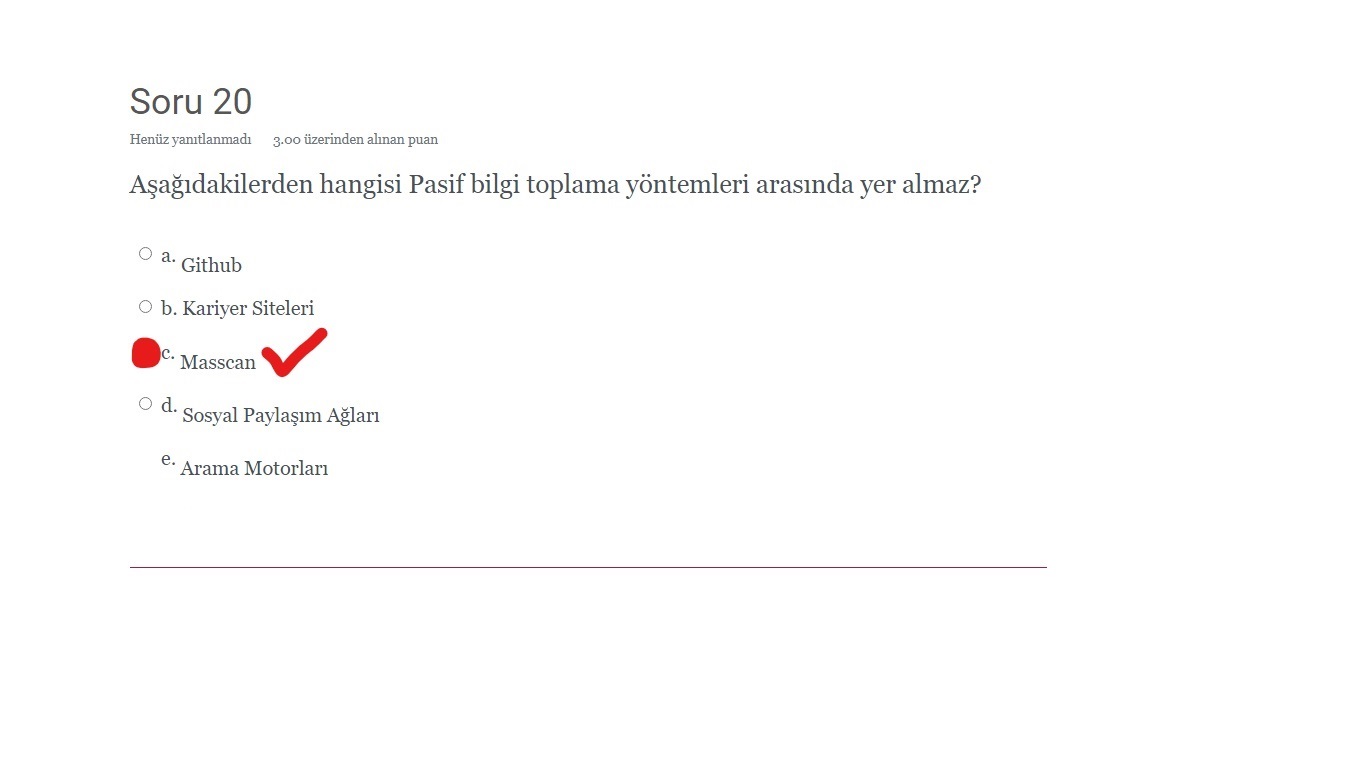 Soru 20
Henüz yanıtlanmadı 3.00 üzerinden alınan puan
Aşağıdakilerden hangisi Pasif bilgi toplama yöntemleri arasında yer almaz?
a. Github
b. Kariyer Siteleri
c. Masscan
d. Sosyal Paylaşım Ağları
e. Arama Motorları